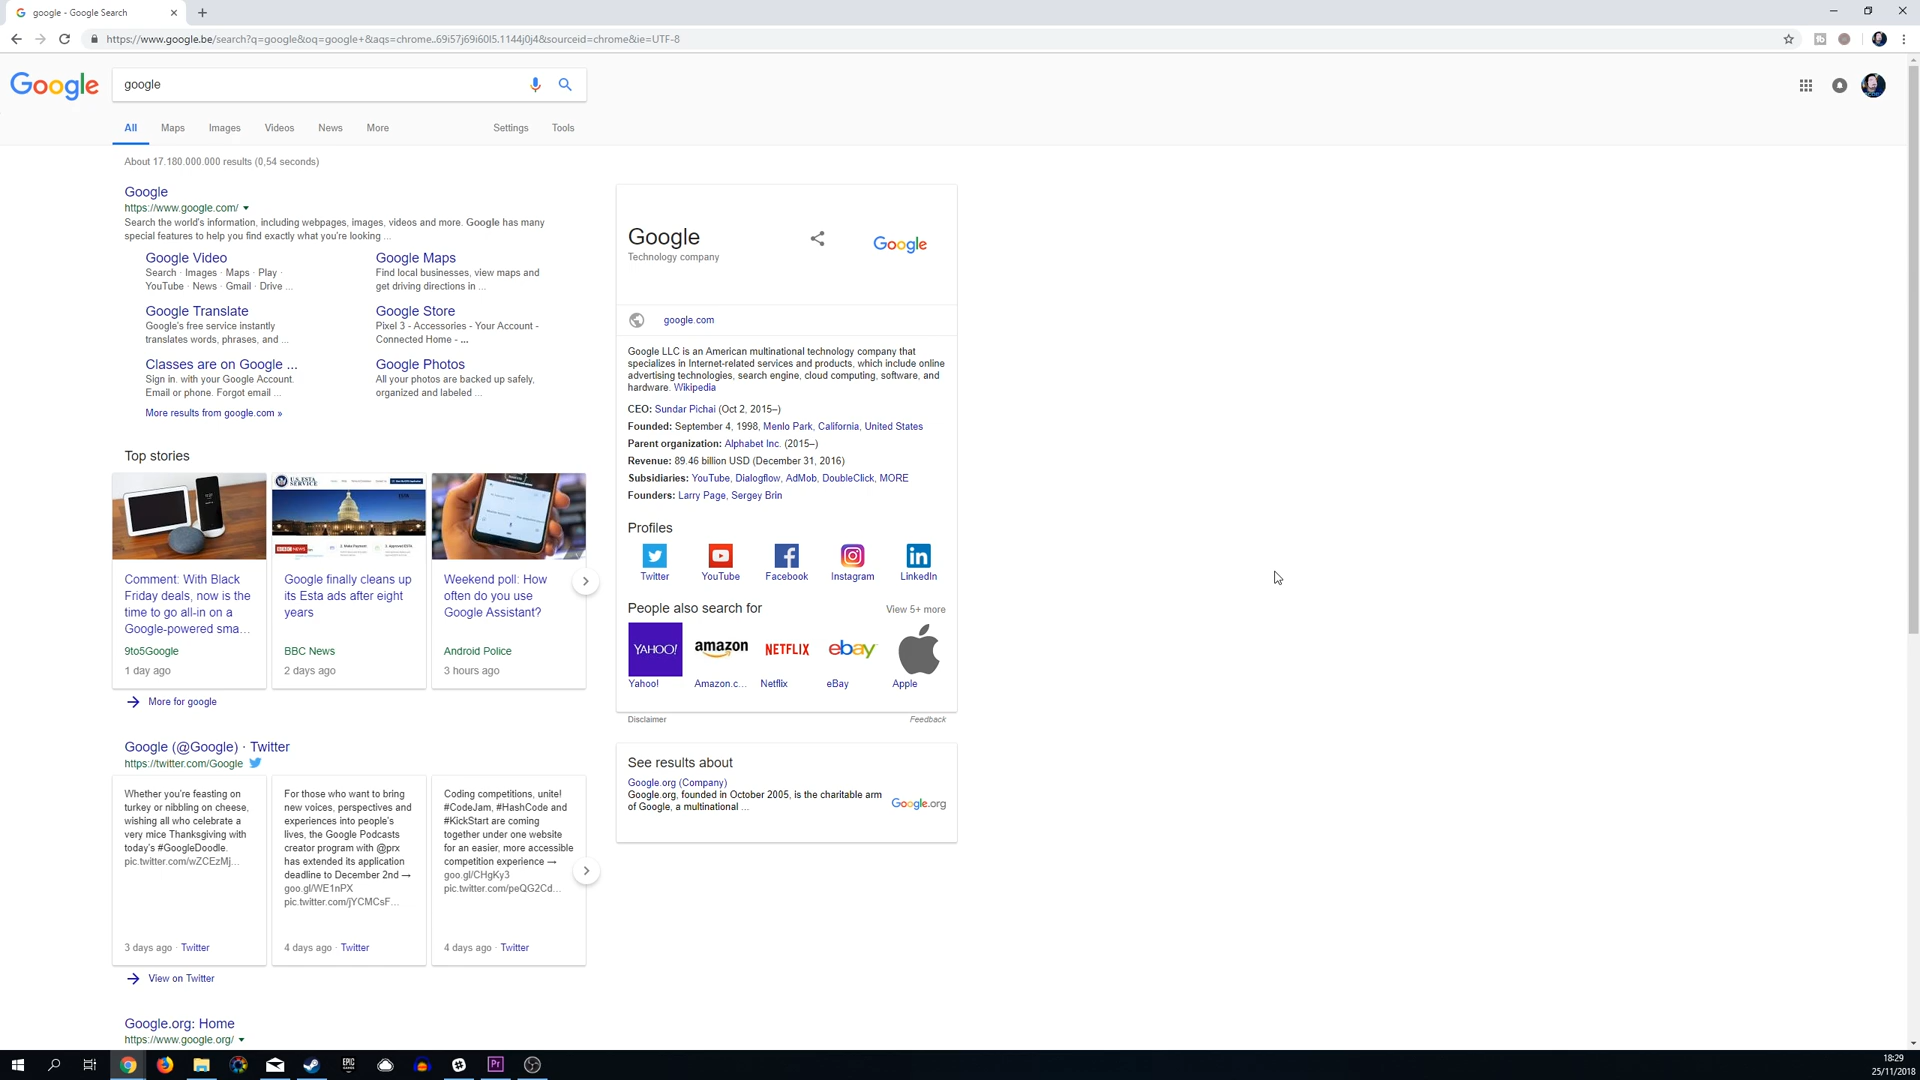 google - Google Search
https://www.google.be/search?q=google&oq=google+&aqs=chrome..69i57j69i60l5.1144j0j4&sourceid=chrome&ie=UTF-8
Google
google
All Maps Images Videos News More Settings Tools
About 17.180.000.000 results (0,54 seconds)
Google
https://www.google.com/
Search the world's information, including webpages, images, videos and more. Google has many
special features to help you find exactly what you're looking ...
Google Video
Search · Images · Maps · Play ·
YouTube · News · Gmail · Drive ...
Google Maps
Find local businesses, view maps and
get driving directions in ...
Google Translate
Google's free service instantly
translates words, phrases, and ...
Google Store
Pixel 3 - Accessories - Your Account -
Connected Home - ...
Classes are on Google ...
Sign in. with your Google Account.
Email or phone. Forgot email ...
Google Photos
All your photos are backed up safely,
organized and labeled ...
More results from google.com »
Top stories
U.S. ESTA
SERVICE
ESTA
BBC NEWS
Comment: With Black
Friday deals, now is the
time to go all-in on a
Google-powered sma...
9to5Google
1 day ago
Google finally cleans up
its Esta ads after eight
years
BBC News
2 days ago
Weekend poll: How
often do you use
Google Assistant?
Android Police
3 hours ago
More for google
Google (@Google) · Twitter
https://twitter.com/Google
Whether you're feasting on
turkey or nibbling on cheese,
wishing all who celebrate a
very mice Thanksgiving with
today's #GoogleDoodle.
pic.twitter.com/wZCEzMj...
3 days ago · Twitter
For those who want to bring
new voices, perspectives and
experiences into people's
lives, the Google Podcasts
creator program with @prx
has extended its application
deadline to December 2nd →
goo.gl/WE1nPX
pic.twitter.com/jYCMCsF...
4 days ago · Twitter
Coding competitions, unite!
#CodeJam, #HashCode and
#KickStart are coming
together under one website
for an easier, more accessible
competition experience →
goo.gl/CHgKy3
pic.twitter.com/peQG2Cd...
4 days ago · Twitter
View on Twitter
Google.org: Home
https://www.google.org/
Google
Technology company
Google
google.com
Google LLC is an American multinational technology company that
specializes in Internet-related services and products, which include online
advertising technologies, search engine, cloud computing, software, and
hardware. Wikipedia
CEO: Sundar Pichai (Oct 2, 2015–)
Founded: September 4, 1998, Menlo Park, California, United States
Parent organization: Alphabet Inc. (2015–)
Revenue: 89.46 billion USD (December 31, 2016)
Subsidiaries: YouTube, Dialogflow, AdMob, DoubleClick, MORE
Founders: Larry Page, Sergey Brin
Profiles
Twitter YouTube Facebook Instagram LinkedIn
People also search for View 5+ more
YAHOO! amazon NETFLIX ebay
Yahoo! Amazon.c... Netflix eBay Apple
Disclaimer Feedback
See results about
Google.org (Company)
Google.org, founded in October 2005, is the charitable arm
of Google, a multinational ...
Google.org
EPIC
GAMES
Pr
18:29
25/11/2018